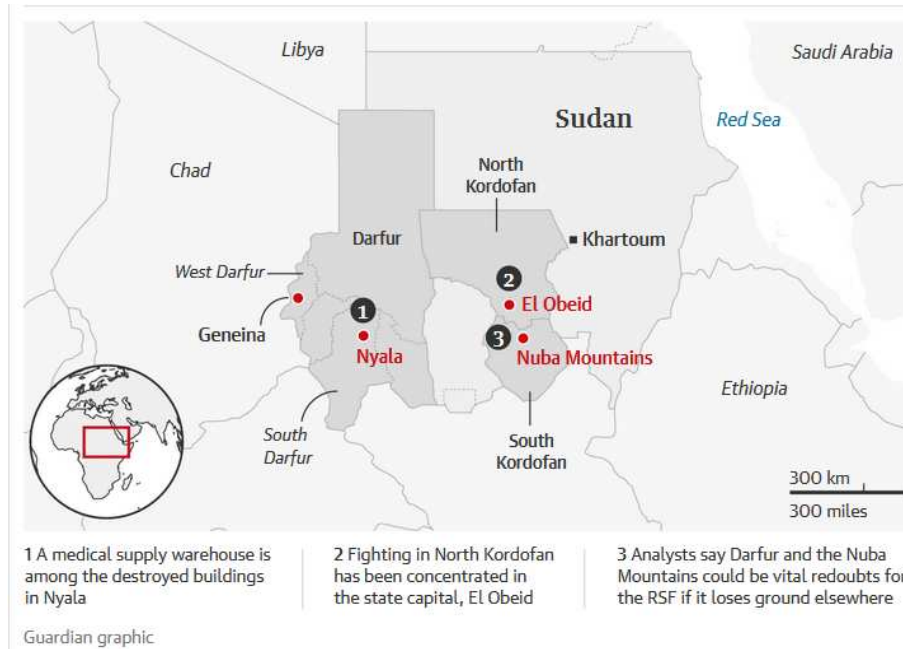 Libya
Saudi Arabia
Sudan
Red Sea
Chad
North
Kordofan
Darfur
Khartoum
West Darfur
2
El Obeid
Geneina
1
Nyala
3
Nuba Mountains
Ethiopia
South
Darfur
South
Kordofan
300 km
300 miles
1 A medical supply warehouse is
among the destroyed buildings
in Nyala
2 Fighting in North Kordofan
has been concentrated in
the state capital, El Obeid
3 Analysts say Darfur and the Nuba
Mountains could be vital redoubts for
the RSF if it loses ground elsewhere
Guardian graphic